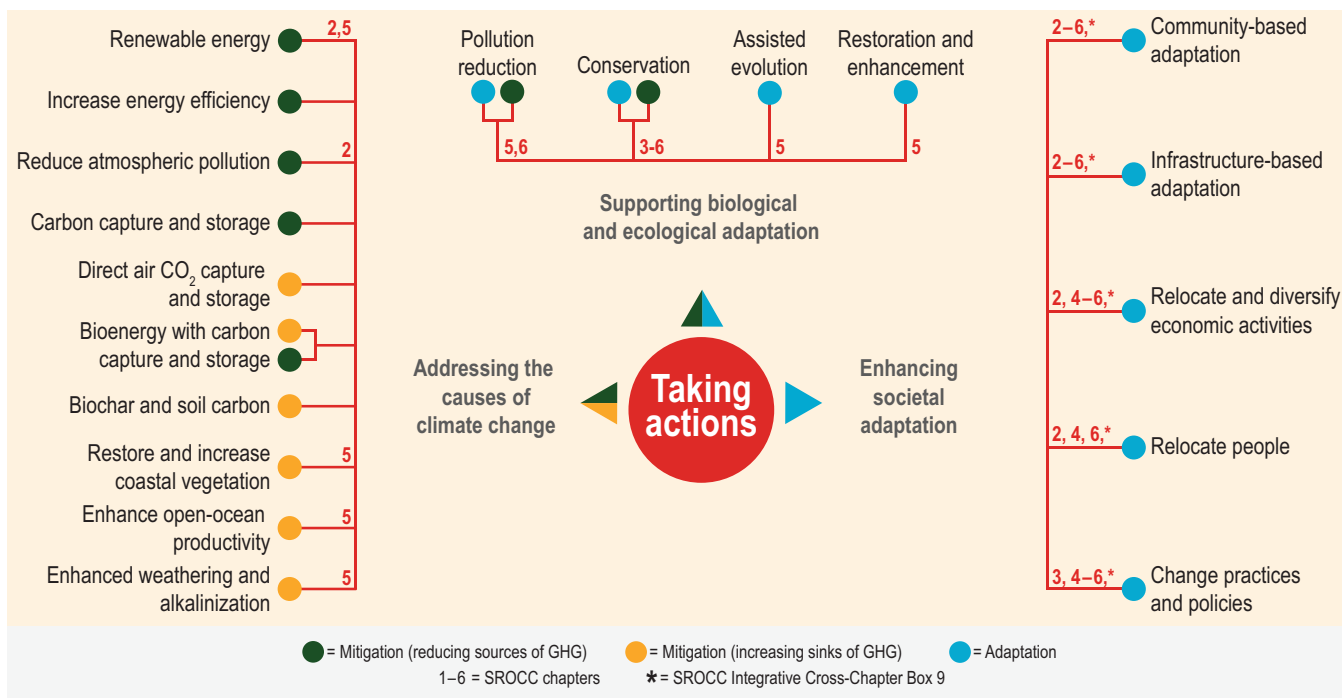 Renewable energy
2,5
Increase energy efficiency
Reduce atmospheric pollution
2
Carbon capture and storage
Direct air CO2 capture
and storage
Bioenergy with carbon
capture and storage
Biochar and soil carbon
Restore and increase
coastal vegetation
5
Enhance open-ocean
productivity
5
Enhanced weathering and
alkalinization
5
Pollution
reduction
5,6
Conservation
3-6
Assisted
evolution
5
Restoration and
enhancement
5
Supporting biological
and ecological adaptation
Addressing the
causes of
climate change
Taking
actions
Enhancing
societal
adaptation
2–6,*
Community-based
adaptation
2–6,*
Infrastructure-based
adaptation
2, 4–6,*
Relocate and diversify
economic activities
2, 4, 6,*
Relocate people
3, 4–6,*
Change practices
and policies
= Mitigation (reducing sources of GHG)
= Mitigation (increasing sinks of GHG)
= Adaptation
1–6 = SROCC chapters
* = SROCC Integrative Cross-Chapter Box 9